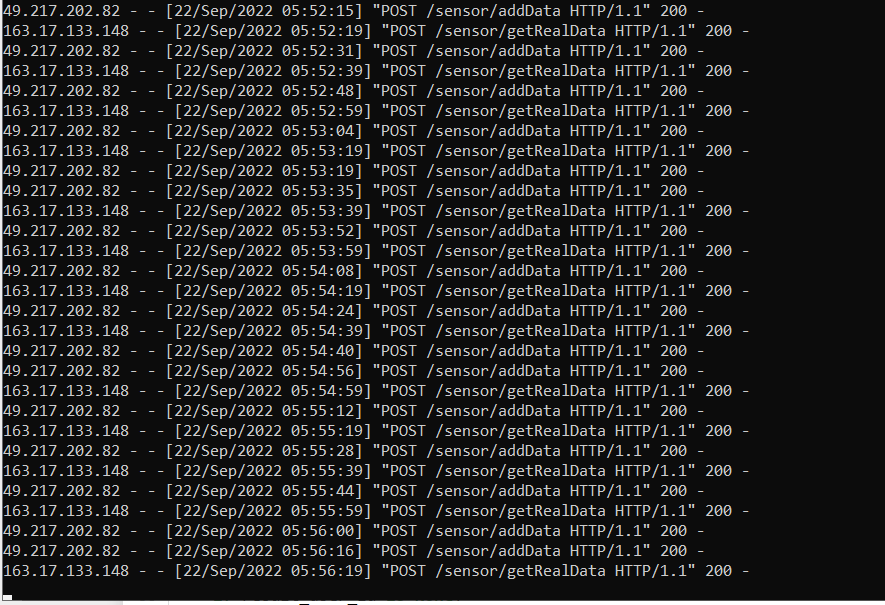 49.217.202.82 - - [22/Sep/2022 05:52:15] "POST /sensor/addData HTTP/1.1" 200 -
163.17.133.148 - - [22/Sep/2022 05:52:19] "POST /sensor/getRealData HTTP/1.1" 200 -
49.217.202.82 - - [22/Sep/2022 05:52:31] "POST /sensor/addData HTTP/1.1" 200 -
163.17.133.148 - - [22/Sep/2022 05:52:39] "POST /sensor/getRealData HTTP/1.1" 200 -
49.217.202.82 - - [22/Sep/2022 05:52:48] "POST /sensor/addData HTTP/1.1" 200 -
163.17.133.148 - - [22/Sep/2022 05:52:59] "POST /sensor/getRealData HTTP/1.1" 200 -
49.217.202.82 - - [22/Sep/2022 05:53:04] "POST /sensor/addData HTTP/1.1" 200 -
163.17.133.148 - - [22/Sep/2022 05:53:19] "POST /sensor/getRealData HTTP/1.1" 200 -
49.217.202.82 - - [22/Sep/2022 05:53:19] "POST /sensor/addData HTTP/1.1" 200 -
49.217.202.82 - - [22/Sep/2022 05:53:35] "POST /sensor/addData HTTP/1.1" 200 -
163.17.133.148 - - [22/Sep/2022 05:53:39] "POST /sensor/getRealData HTTP/1.1" 200 -
49.217.202.82 - - [22/Sep/2022 05:53:52] "POST /sensor/addData HTTP/1.1" 200 -
163.17.133.148 - - [22/Sep/2022 05:53:59] "POST /sensor/getRealData HTTP/1.1" 200 -
49.217.202.82 - - [22/Sep/2022 05:54:08] "POST /sensor/addData HTTP/1.1" 200 -
163.17.133.148 - - [22/Sep/2022 05:54:19] "POST /sensor/getRealData HTTP/1.1" 200 -
49.217.202.82 - - [22/Sep/2022 05:54:24] "POST /sensor/addData HTTP/1.1" 200 -
163.17.133.148 - - [22/Sep/2022 05:54:39] "POST /sensor/getRealData HTTP/1.1" 200 -
49.217.202.82 - - [22/Sep/2022 05:54:40] "POST /sensor/addData HTTP/1.1" 200 -
49.217.202.82 - - [22/Sep/2022 05:54:56] "POST /sensor/addData HTTP/1.1" 200 -
163.17.133.148 - - [22/Sep/2022 05:54:59] "POST /sensor/getRealData HTTP/1.1" 200 -
49.217.202.82 - - [22/Sep/2022 05:55:12] "POST /sensor/addData HTTP/1.1" 200 -
163.17.133.148 - - [22/Sep/2022 05:55:19] "POST /sensor/getRealData HTTP/1.1" 200 -
49.217.202.82 - - [22/Sep/2022 05:55:28] "POST /sensor/addData HTTP/1.1" 200 -
163.17.133.148 - - [22/Sep/2022 05:55:39] "POST /sensor/getRealData HTTP/1.1" 200 -
49.217.202.82 - - [22/Sep/2022 05:55:44] "POST /sensor/addData HTTP/1.1" 200 -
163.17.133.148 - - [22/Sep/2022 05:55:59] "POST /sensor/getRealData HTTP/1.1" 200 -
49.217.202.82 - - [22/Sep/2022 05:56:00] "POST /sensor/addData HTTP/1.1" 200 -
49.217.202.82 - - [22/Sep/2022 05:56:16] "POST /sensor/addData HTTP/1.1" 200 -
163.17.133.148 - - [22/Sep/2022 05:56:19] "POST /sensor/getRealData HTTP/1.1" 200 -